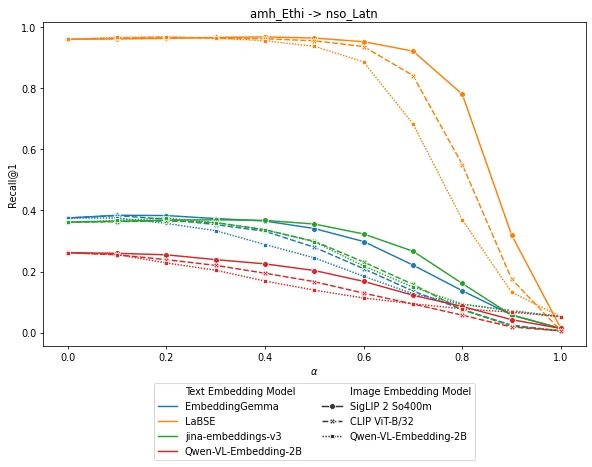 amh_Ethi -> nso_Latn
1.0
0.8
0.6
0.4
0.2
0.0
Recall@1
0.0 0.2 0.4 0.6 0.8 1.0
α
Text Embedding Model Image Embedding Model
EmbeddingGemma SigLIP 2 So400m
LaBSE CLIP ViT-B/32
jina-embeddings-v3 Qwen-VL-Embedding-2B
Qwen-VL-Embedding-2B